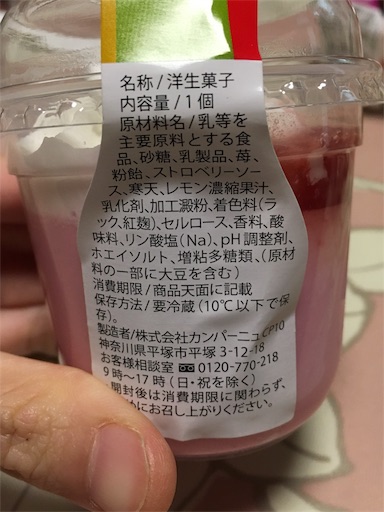 名称/洋生菓子
内容量/1個
原材料名/乳等を
主要原料とする食
品、砂糖、乳製品、苺、
粉飴、ストロベリーソー
ス、寒天、レモン濃縮果汁、
乳化剤、加工澱粉、着色料(ラ
ック、紅麹)、セルロース、香料、酸
味料、リン酸塩(Na)、pH調整剤、
ホエイソルト、増粘多糖類、(原材
料の一部に大豆を含む)
消費期限/商品天面に記載
保存方法/要冷蔵(10℃以下で保
存)。
製造者/株式会社カンパーニュCP10
神奈川県平塚市平塚3-12-18
お客様相談室 0120-770-218
9時〜17時(日・祝を除く)
開封後は消費期限に関わらず、
めにお召し上がりください。